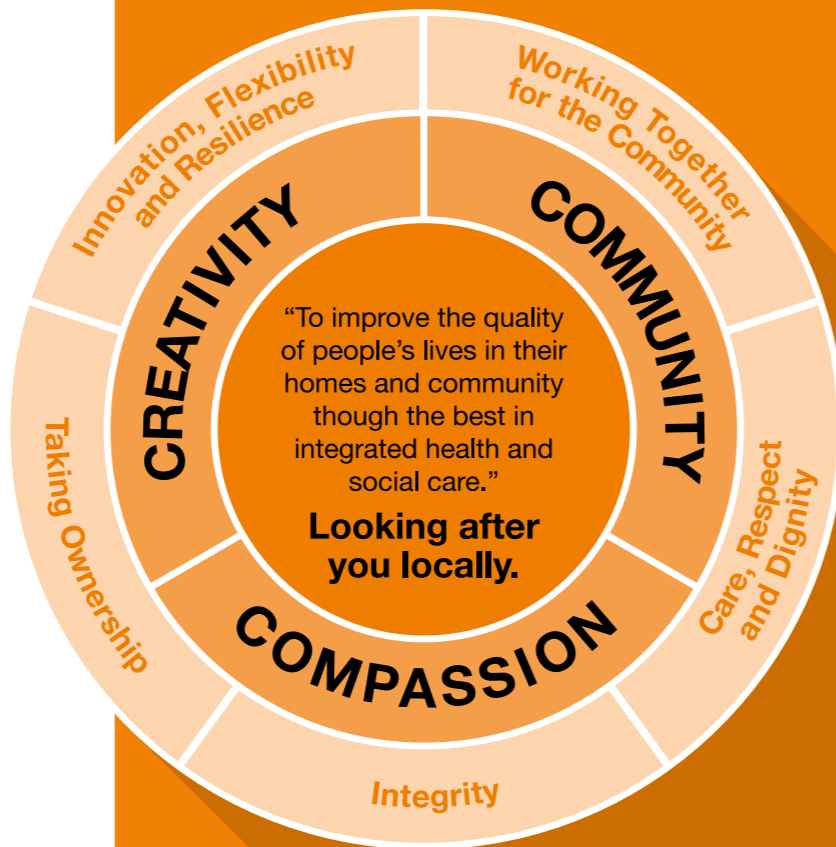 Innovation, Flexibility
and Resilience
Working Together
for the Community
CREATIVITY
COMMUNITY
“To improve the quality
of people’s lives in their
homes and community
though the best in
integrated health and
social care.”
Looking after
you locally.
Taking Ownership
Care, Respect
and Dignity
COMPASSION
Integrity